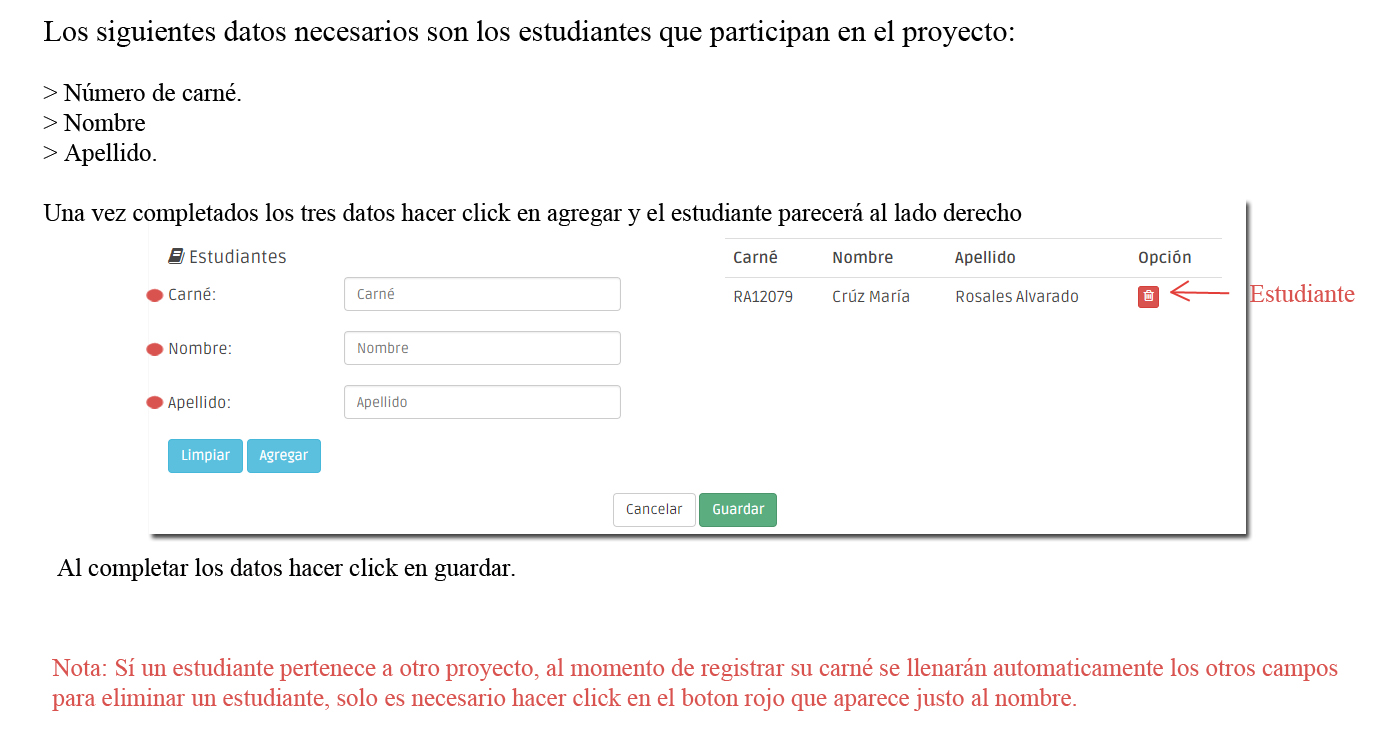 Los siguientes datos necesarios son los estudiantes que participan en el proyecto:
> Número de carné.
> Nombre
> Apellido.
Una vez completados los tres datos hacer click en agregar y el estudiante parecerá al lado derecho
Estudiantes
Carné: Carné
Nombre: Nombre
Apellido: Apellido
Limpiar Agregar
Carné Nombre Apellido Opción
RA12079 Crúz María Rosales Alvarado
Estudiante
Cancelar Guardar
Al completar los datos hacer click en guardar.
Nota: Sí un estudiante pertenece a otro proyecto, al momento de registrar su carné se llenarán automaticamente los otros campos
para eliminar un estudiante, solo es necesario hacer click en el boton rojo que aparece justo al nombre.